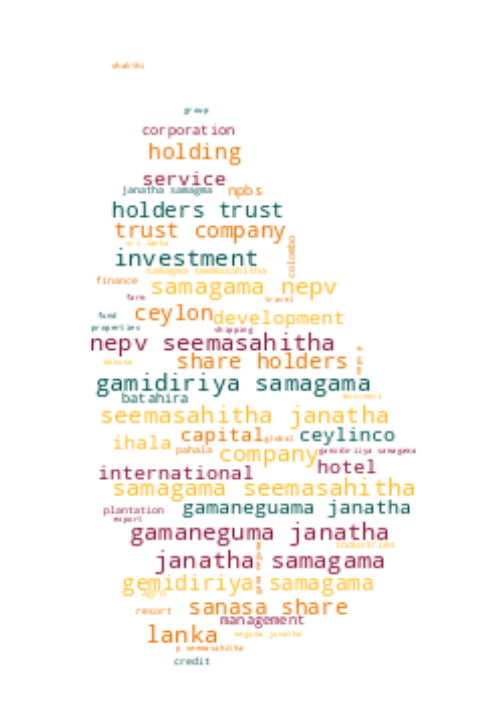 shakthi
group
corporation
holding
service
janatha samagma npbs
holders trust
trust company
sri lanka
colombo
investment
samagma seemasahitha
finance
samagama nepv
farm
travel
ceylon
fund
development
properties
shipping
nepv seemasahitha
share holders
gamidiriya samagama
batahira
business
seemasahitha janatha
capital
global
ceylinco
ihala
pahala
company
gamidiriya samagama
hotel
international
samagama seemasahitha
plantation
gamaneguama janatha
export
gamaneguma janatha
industries
janatha samagama
gemidiriya samagama
agro
resort
sanasa share
management
lanka
neguma janatha
p. seemasahitha
credit